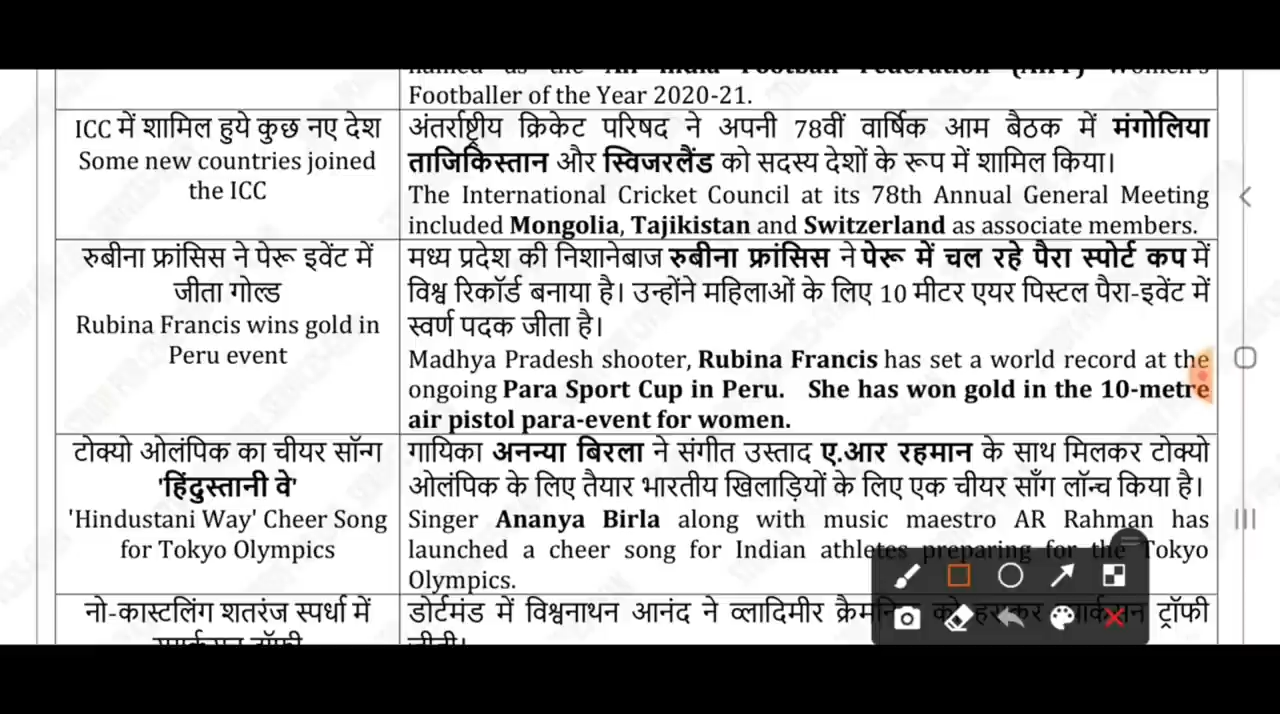 Footballer of the Year 2020-21.
ICC में शामिल हुये कुछ नए देश
Some new countries joined
the ICC
अंतर्राष्ट्रीय क्रिकेट परिषद ने अपनी 78वीं वार्षिक आम बैठक में मंगोलिया
ताजिकिस्तान और स्विजरलैंड को सदस्य देशों के रूप में शामिल किया।
The International Cricket Council at its 78th Annual General Meeting
included Mongolia, Tajikistan and Switzerland as associate members.
रुबीना फ्रांसिस ने पेरू इवेंट में
जीता गोल्ड
Rubina Francis wins gold in
Peru event
मध्य प्रदेश की निशानेबाज रुबीना फ्रांसिस ने पेरू में चल रहे पैरा स्पोर्ट कप में
विश्व रिकॉर्ड बनाया है। उन्होंने महिलाओं के लिए 10 मीटर एयर पिस्टल पैरा-इवेंट में
स्वर्ण पदक जीता है।
Madhya Pradesh shooter, Rubina Francis has set a world record at the
ongoing Para Sport Cup in Peru. She has won gold in the 10-metre
air pistol para-event for women.
टोक्यो ओलंपिक का चीयर सॉन्ग
'हिंदुस्तानी वे'
'Hindustani Way' Cheer Song
for Tokyo Olympics
गायिका अनन्या बिरला ने संगीत उस्ताद ए.आर रहमान के साथ मिलकर टोक्यो
ओलंपिक के लिए तैयार भारतीय खिलाड़ियों के लिए एक चीयर साँग लॉन्च किया है।
Singer Ananya Birla along with music maestro AR Rahman has
launched a cheer song for Indian athletes preparing for the Tokyo
Olympics.
नो-कास्टलिंग शतरंज स्पर्धा में
डोर्टमंड में विश्वनाथन आनंद ने व्लादिमीर को हराकर ट्रॉफी